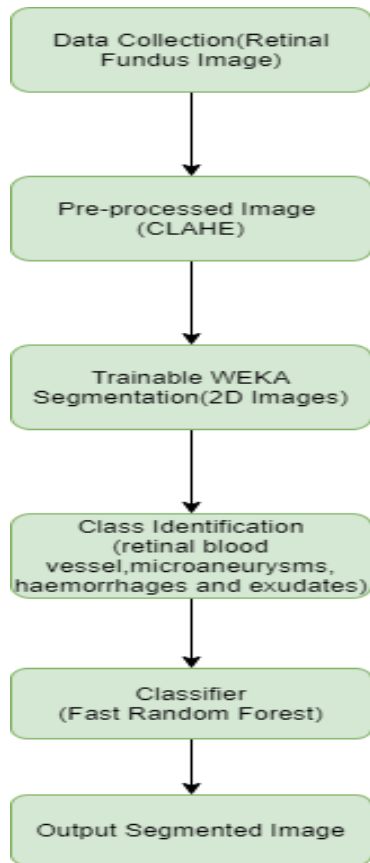 Data Collection(Retinal
Fundus Image)
Pre-processed Image
(CLAHE)
Trainable WEKA
Segmentation(2D Images)
Class Identification
(retinal blood
vessel,microaneurysms,
haemorrhages and exudates)
Classifier
(Fast Random Forest)
Output Segmented Image